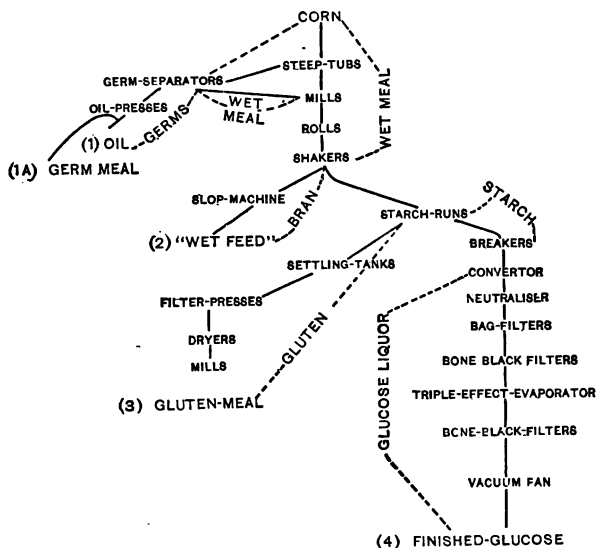 CORN
STEEP-TUBS
GERM-SEPARATORS
WET MEAL
OIL-PRESSES
WET
MEAL
MILLS
GERMS
(1) OIL
ROLLS
(1A) GERM MEAL
SHAKERS
SLOP-MACHINE
BRAN
STARCH
STARCH-RUNS
(2) "WET FEED"
BREAKERS
SETTLING-TANKS
CONVERTOR
FILTER-PRESSES
NEUTRALISER
GLUTEN
GLUCOSE LIQUOR
BAG-FILTERS
DRYERS
MILLS
BONE BLACK FILTERS
(3) GLUTEN-MEAL
TRIPLE-EFFECT-EVAPORATOR
BONE-BLACK-FILTERS
VACUUM FAN
(4) FINISHED-GLUCOSE